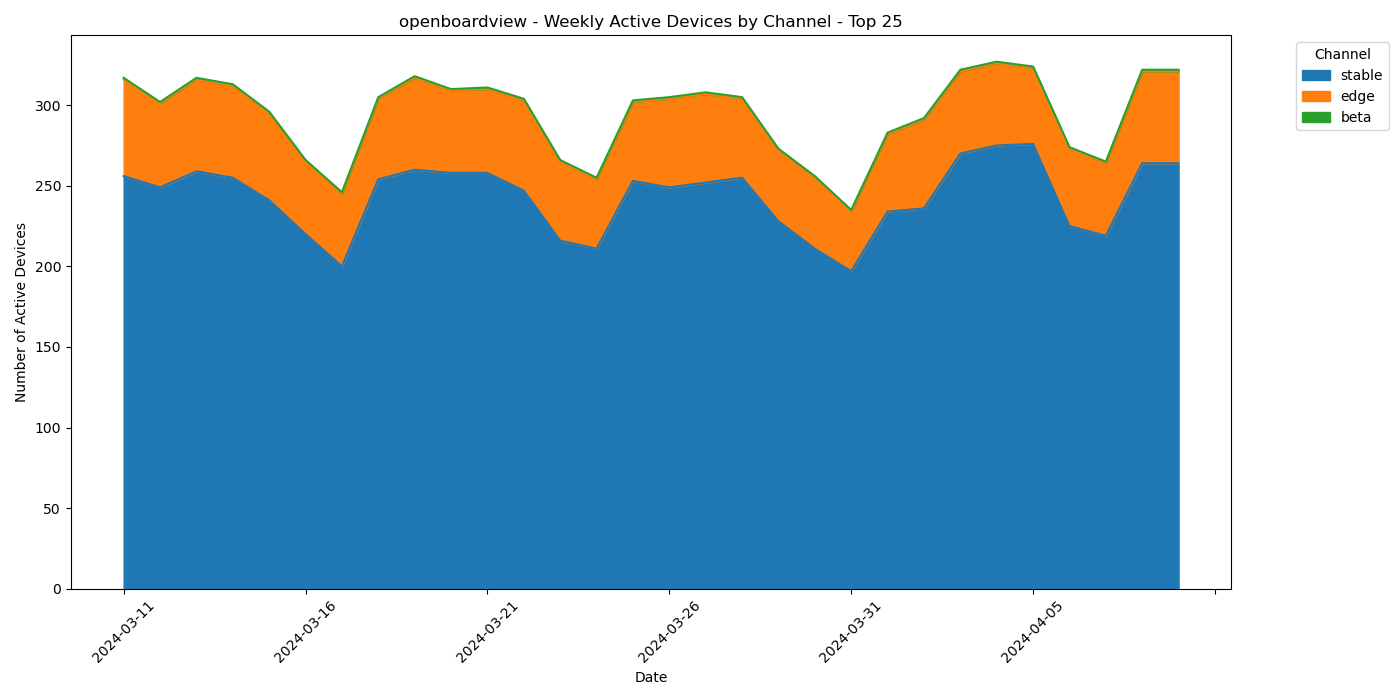 openboardview - Weekly Active Devices by Channel - Top 25
Channel
stable
edge
beta
Number of Active Devices
300
250
200
150
100
50
0
2024-03-11
2024-03-16
2024-03-21
2024-03-26
2024-03-31
2024-04-05
Date